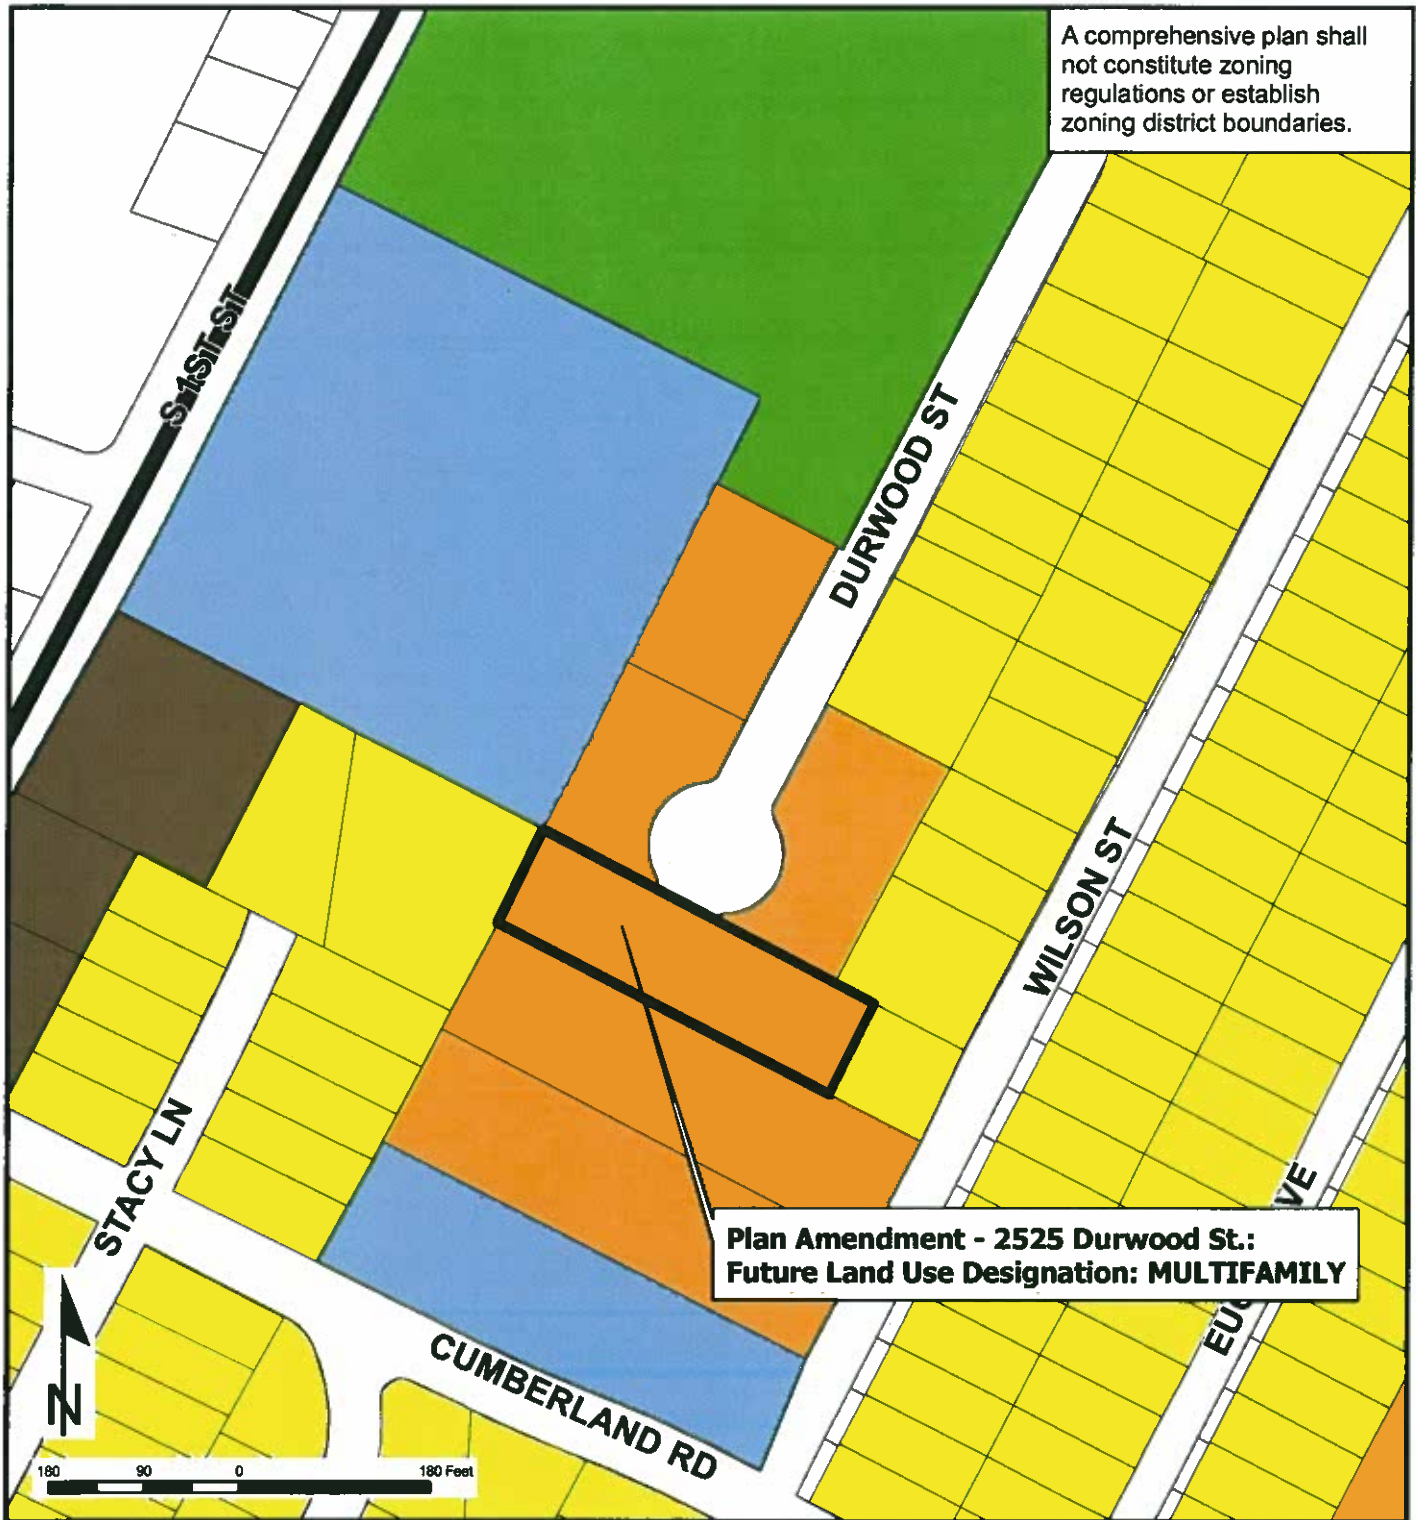 A comprehensive plan shall
not constitute zoning
regulations or establish
zoning district boundaries.
S 1ST ST
DURWOOD ST
WILSON ST
STACY LN
Plan Amendment - 2525 Durwood St.:
Future Land Use Designation: MULTIFAMILY
CUMBERLAND RD
N
180 90 0 180 Feet